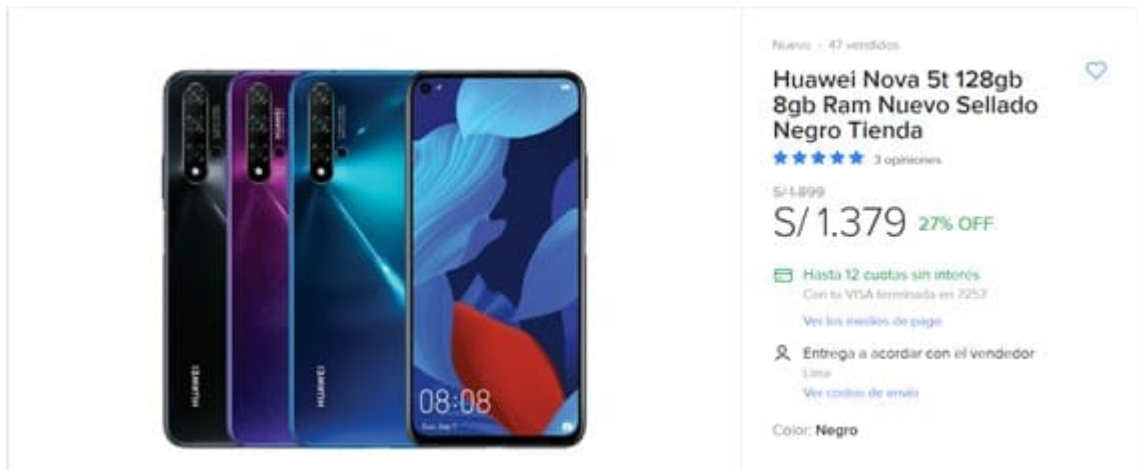 Nuevo - 47 vendidos
Huawei Nova 5t 128gb
8gb Ram Nuevo Sellado
Negro Tienda
3 opiniones
S/ 1.899
S/ 1.379 27% OFF
Hasta 12 cuotas sin interés
Con tu VISA terminada en 7257
Ver los medios de pago
Entrega a acordar con el vendedor
Lima
Ver costos de envío
Color: Negro
HUAWEI
HUAWEI
HUAWEI
08:08